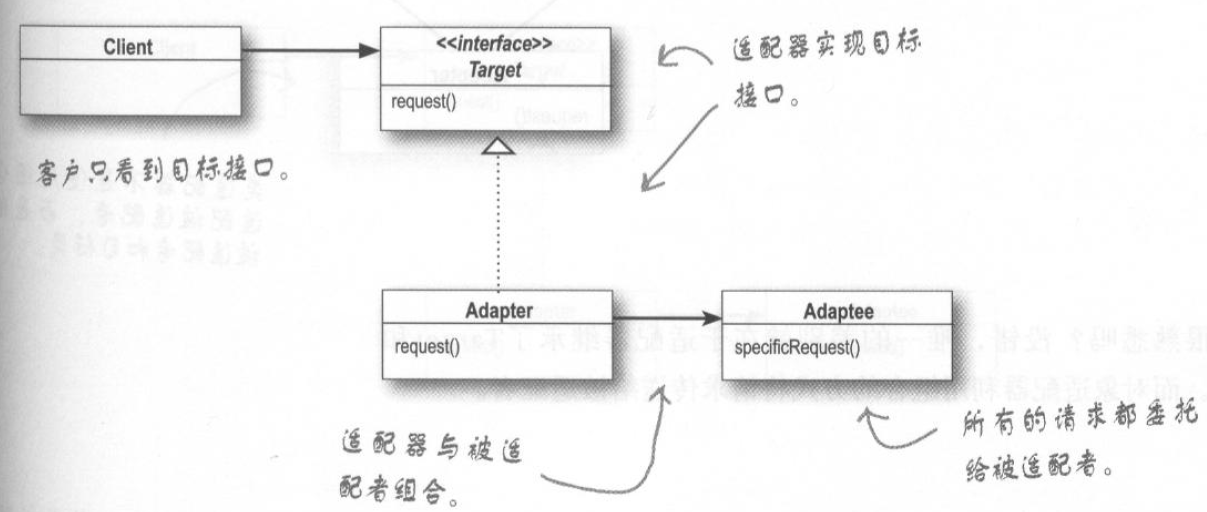 Client
<<interface>>
Target
request()
适配器实现目标
接口。
客户只看到目标接口。
Adapter
request()
Adaptee
specificRequest()
适配器与被适
配者组合。
所有的请求都委托
给被适配者。